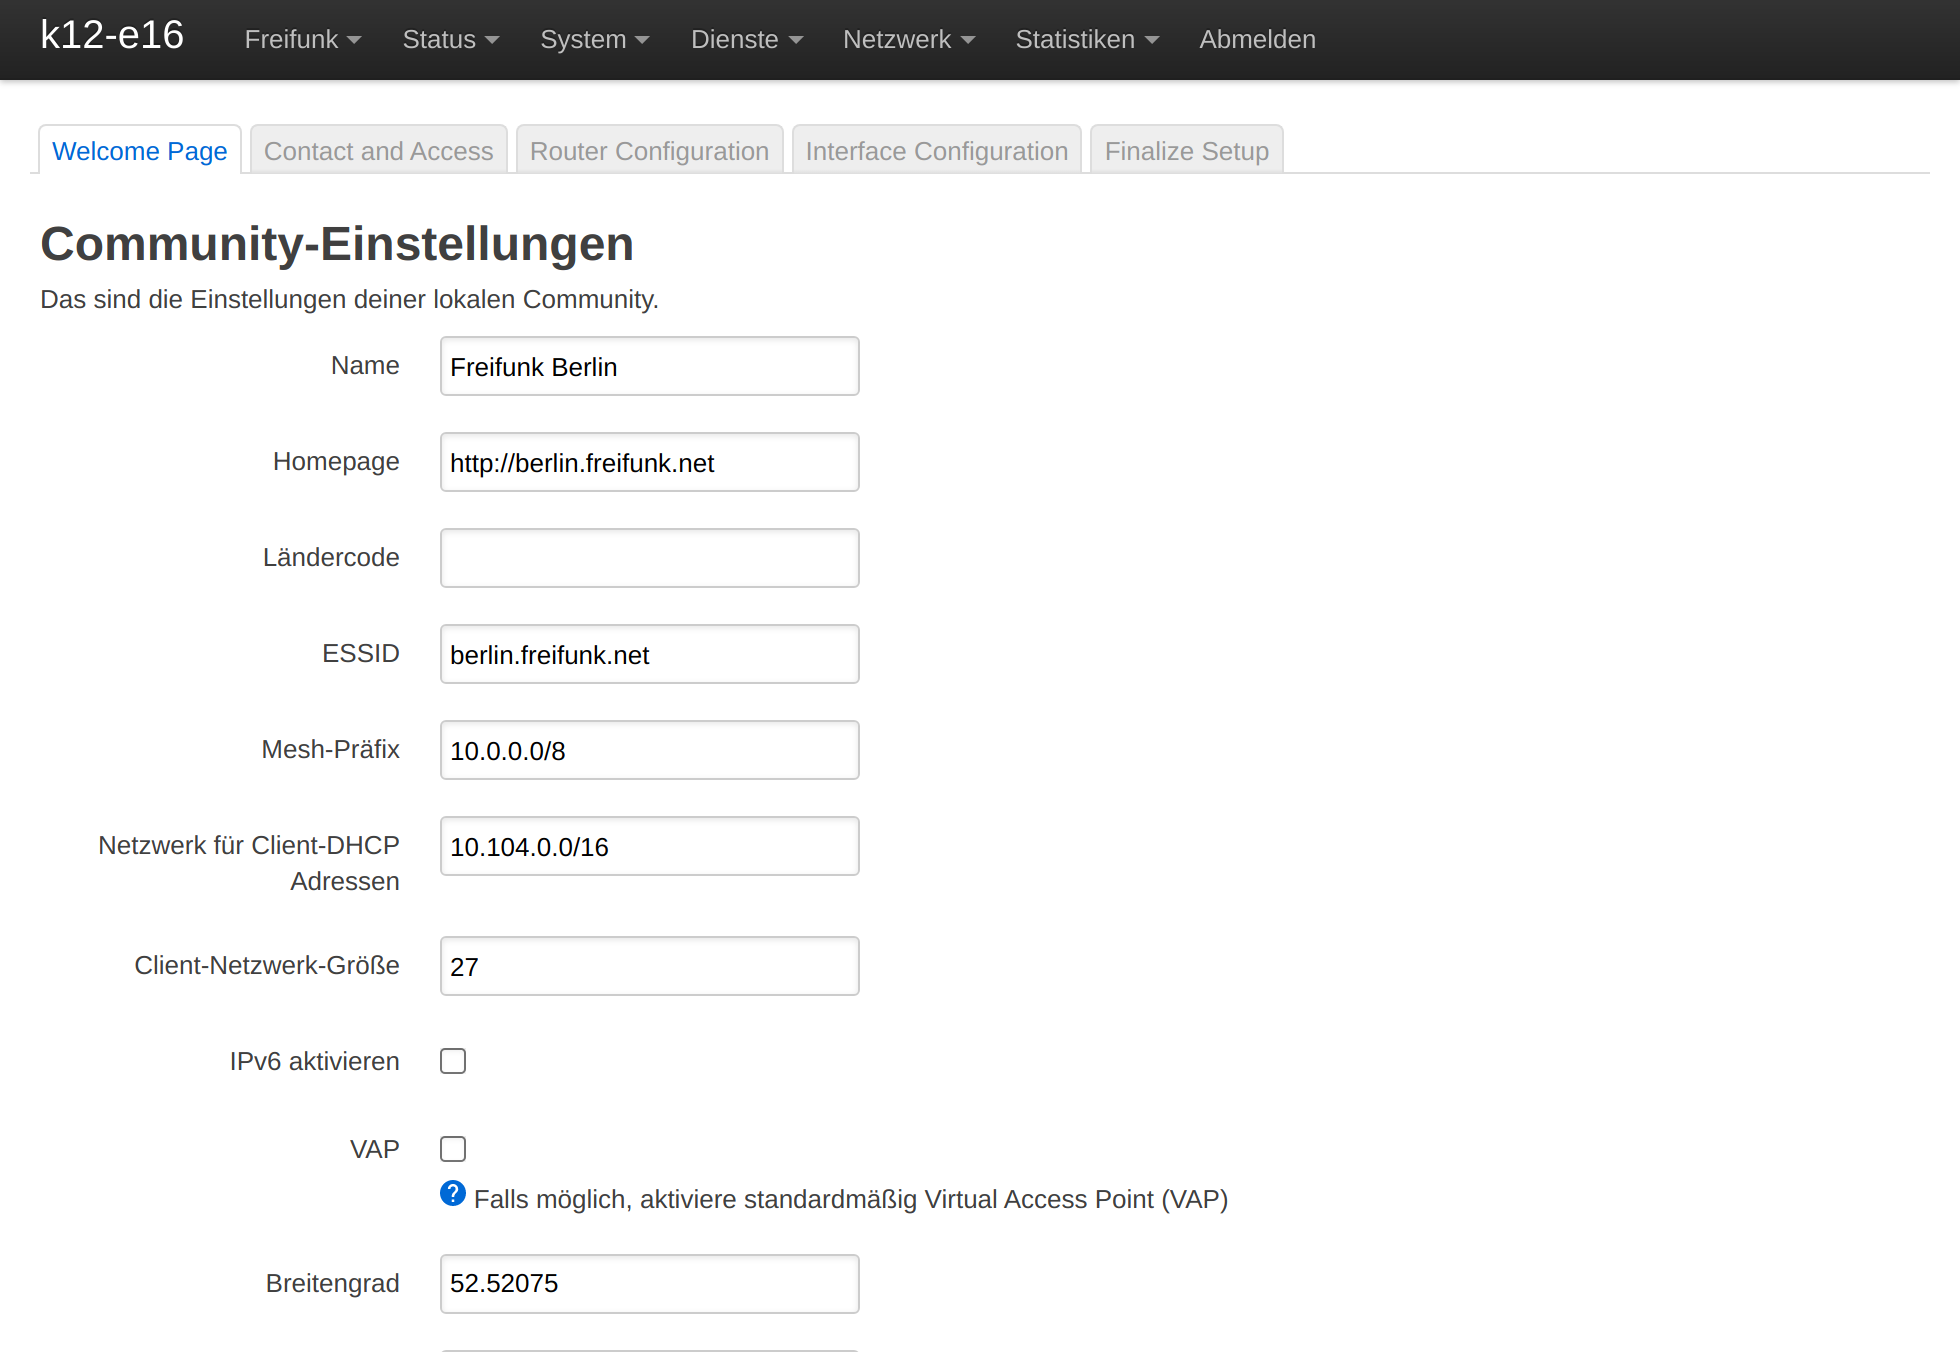 k12-e16 Freifunk Status System Dienste Netzwerk Statistiken Abmelden
Welcome Page Contact and Access Router Configuration Interface Configuration Finalize Setup
Community-Einstellungen
Das sind die Einstellungen deiner lokalen Community.
Name Freifunk Berlin
Homepage http://berlin.freifunk.net
Ländercode
ESSID berlin.freifunk.net
Mesh-Präfix 10.0.0.0/8
Netzwerk für Client-DHCP 10.104.0.0/16
Adressen
Client-Netzwerk-Größe 27
IPv6 aktivieren
VAP
? Falls möglich, aktiviere standardmäßig Virtual Access Point (VAP)
Breitengrad 52.52075